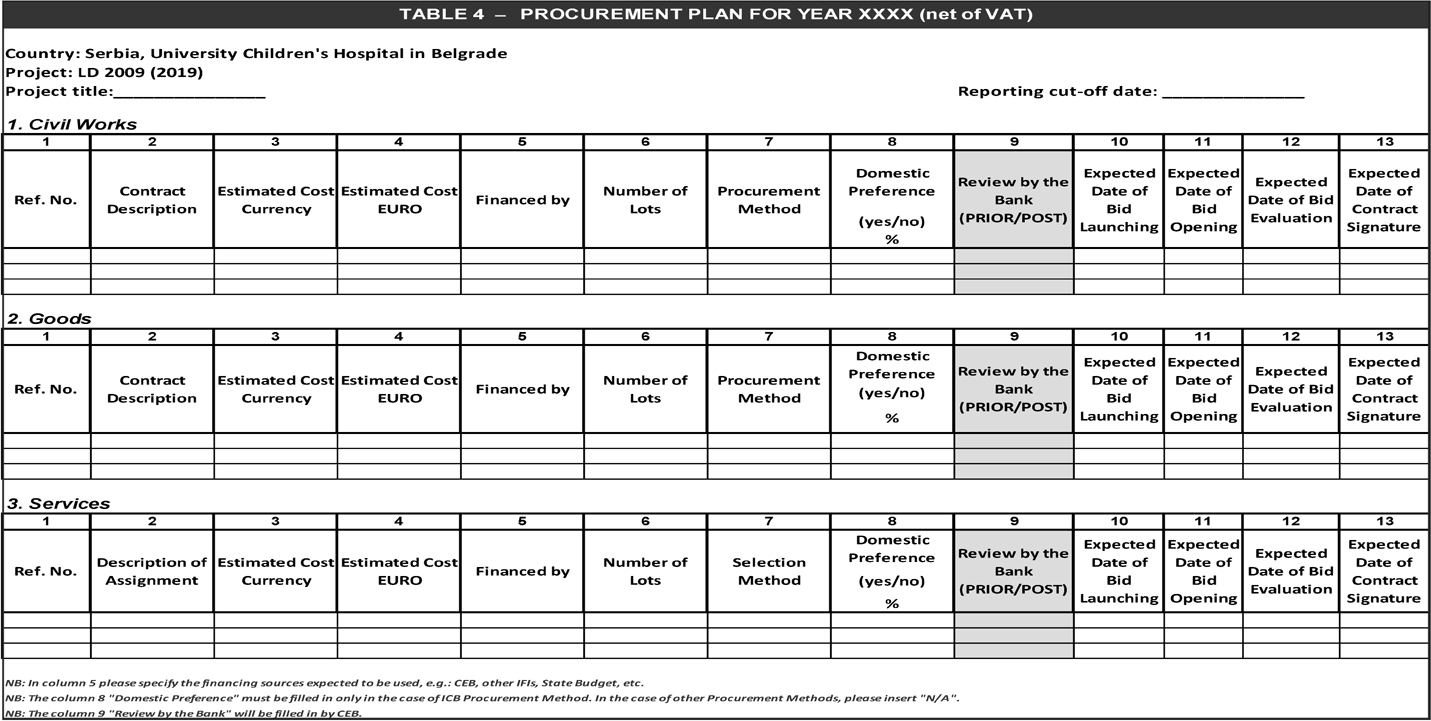 TABLE 4 – PROCUREMENT PLAN FOR YEAR XXXX (net of VAT)
Country: Serbia, University Children's Hospital in Belgrade
Project: LD 2009 (2019)
Project title:_______________ Reporting cut-off date: ______________
1. Civil Works
1 2 3 4 5 6 7 8 9 10 11 12 13
Ref. No.
Contract
Description
Estimated Cost
Currency
Estimated Cost
EURO
Financed by
Number of
Lots
Procurement
Method
Domestic
Preference
(yes/no)
%
Review by the
Bank
(PRIOR/POST)
Expected
Date of
Bid
Launching
Expected
Date of
Bid
Opening
Expected
Date of Bid
Evaluation
Expected
Date of
Contract
Signature
2. Goods
1 2 3 4 5 6 7 8 9 10 11 12 13
Ref. No.
Contract
Description
Estimated Cost
Currency
Estimated Cost
EURO
Financed by
Number of
Lots
Procurement
Method
Domestic
Preference
(yes/no)
%
Review by the
Bank
(PRIOR/POST)
Expected
Date of
Bid
Launching
Expected
Date of
Bid
Opening
Expected
Date of Bid
Evaluation
Expected
Date of
Contract
Signature
3. Services
1 2 3 4 5 6 7 8 9 10 11 12 13
Ref. No.
Description of
Assignment
Estimated Cost
Currency
Estimated Cost
EURO
Financed by
Number of
Lots
Selection
Method
Domestic
Preference
(yes/no)
%
Review by the
Bank
(PRIOR/POST)
Expected
Date of
Bid
Launching
Expected
Date of
Bid
Opening
Expected
Date of Bid
Evaluation
Expected
Date of
Contract
Signature
NB: In column 5 please specify the financing sources expected to be used, e.g.: CEB, other IFIs, State Budget, etc.
NB: The column 8 "Domestic Preference" must be filled in only in the case of ICB Procurement Method. In the case of other Procurement Methods, please insert "N/A".
NB: The column 9 "Review by the Bank" will be filled in by CEB.